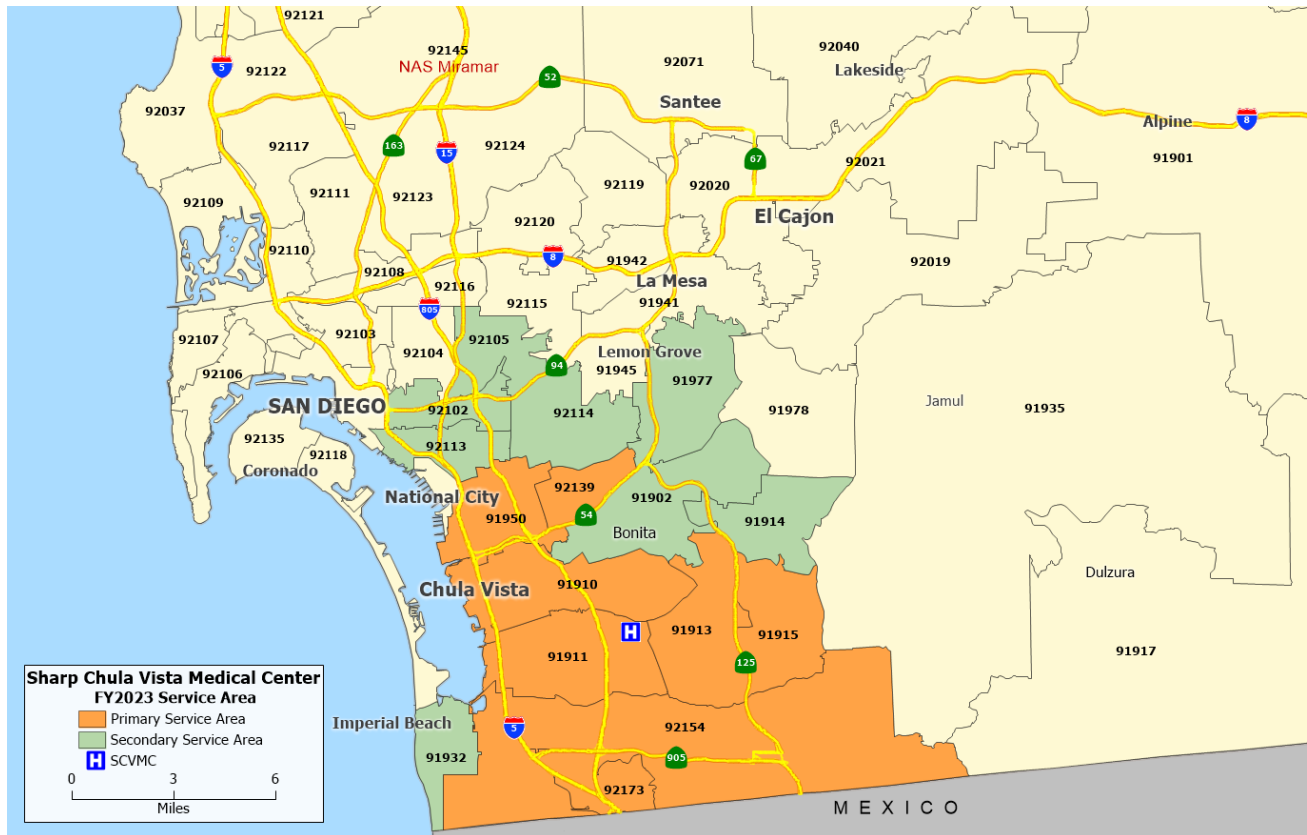 92121
92145
NAS Miramar
92040
Lakeside
92071
5
92122
52
Santee
92037
Alpine
8
163
15
92124
92117
67
92021
91901
92111
92123
92119
92020
92109
92120
El Cajon
92110
8
91942
92019
92108
La Mesa
92116
92115
91941
805
92107
92103
92104
92105
Lemon Grove
94
91945
92106
91977
SAN DIEGO
92102
92114
91978
Jamul
91935
92135
92113
92118
Coronado
National City
92139
91902
91950
54
91914
Bonita
Dulzura
Chula Vista
91910
H
91913
91915
91911
91917
125
Sharp Chula Vista Medical Center
FY2023 Service Area
Primary Service Area
Secondary Service Area
H SCVMC
0 3 6
Miles
Imperial Beach
5
92154
91932
905
92173
MEXICO